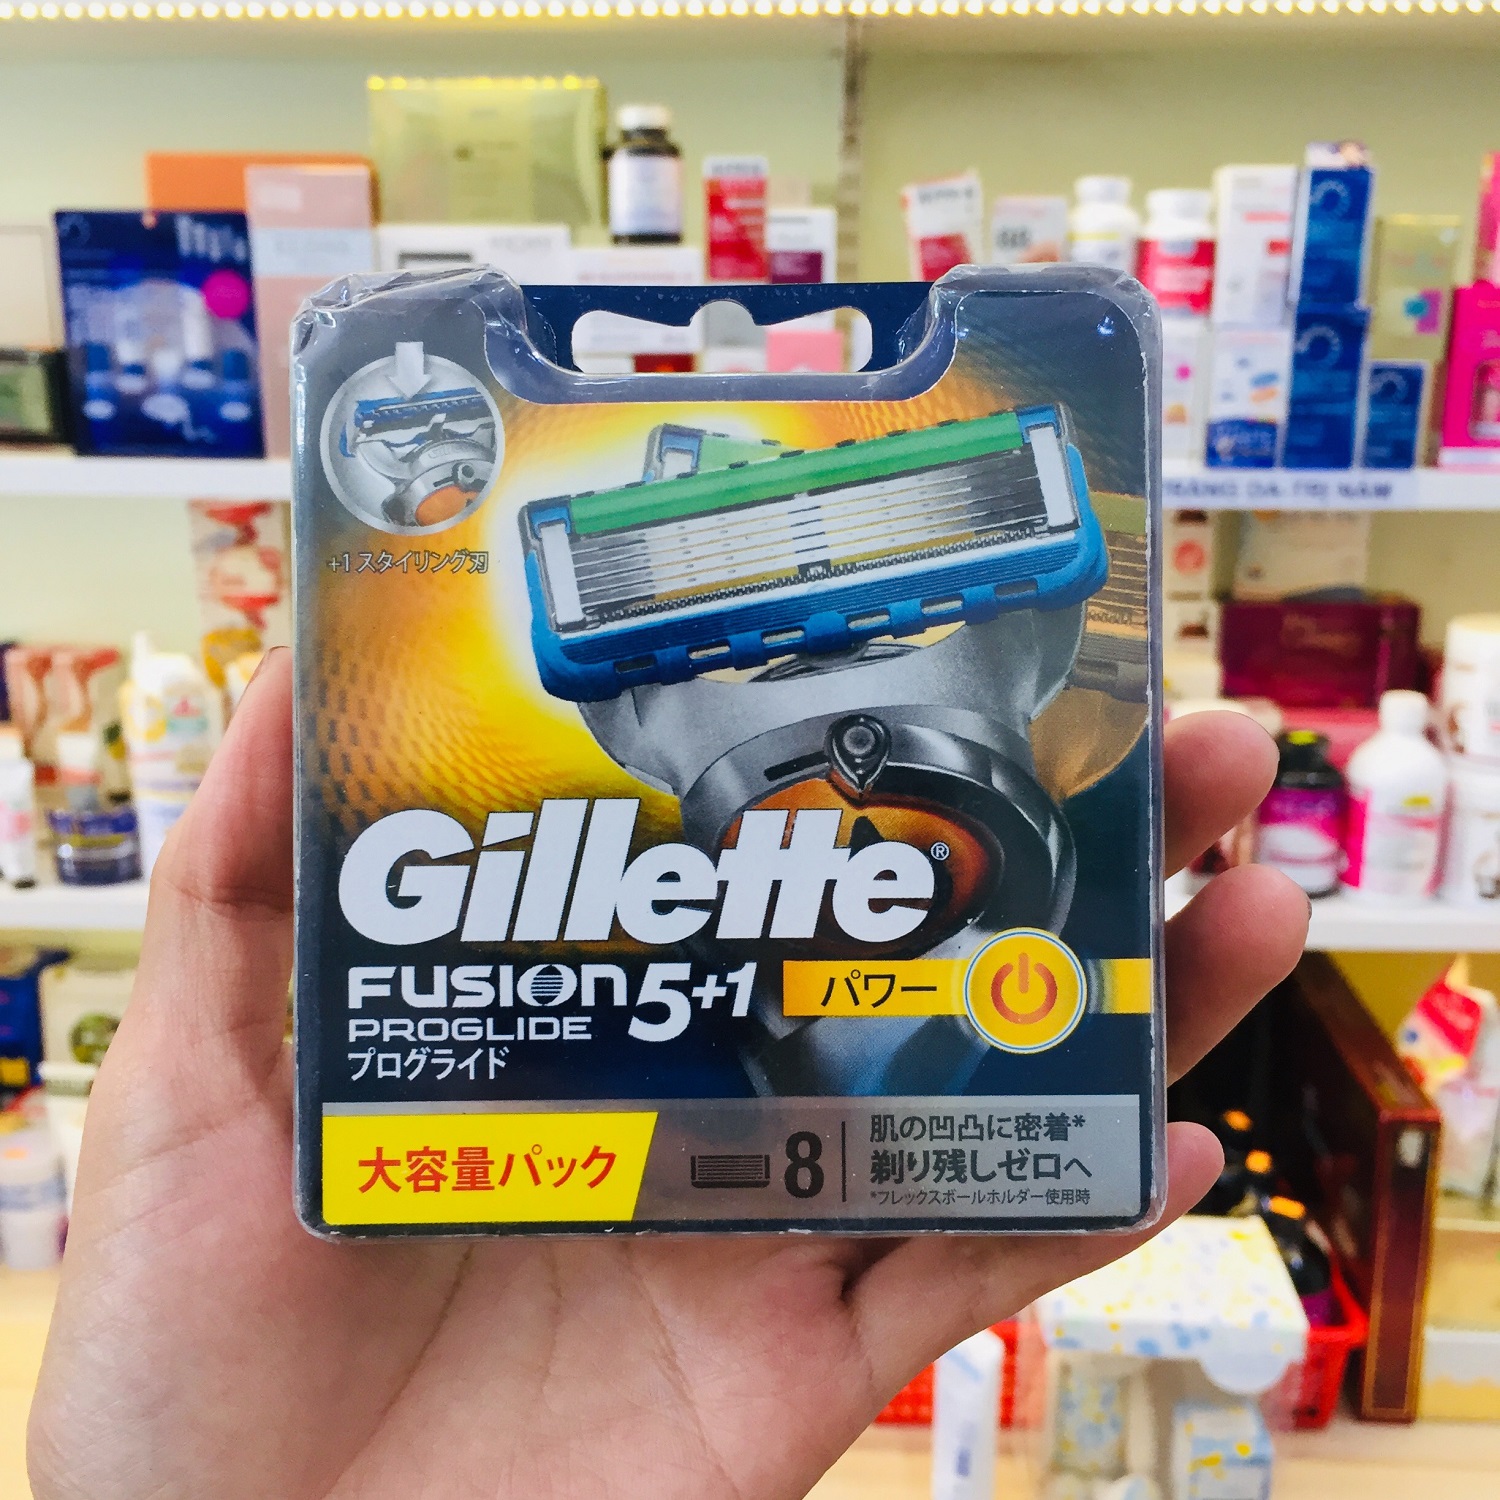 +1 スタイリング刃
Gillette®
FUSION 5+1
PROGLIDE
プログライド
パワー
大容量パック
8
肌の凹凸に密着*
剃り残しゼロへ
*フレックスボールホルダー使用時